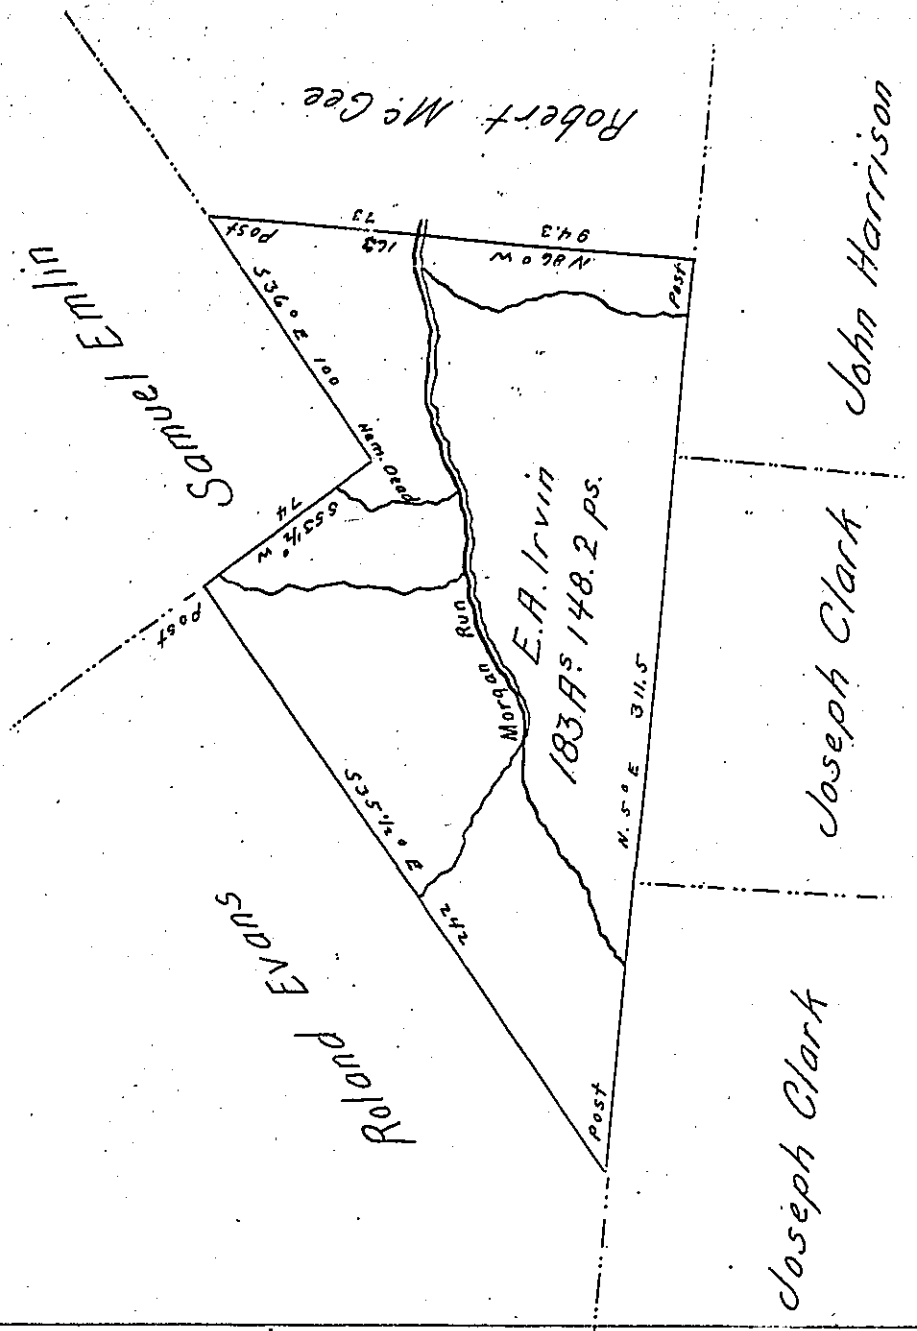 Robert McGee
Samuel Emlin
John Harrison
Post
S 36° E 100
73
163
94.3
N 86° W
Post
Hem. Dead
74
S 53½° W
Post
Morgan Run
E. A. Irvin
183 As 148.2 ps.
Joseph Clark
N. 5° E 311.5
S 35½° E
242
Roland Evans
Post
Joseph Clark